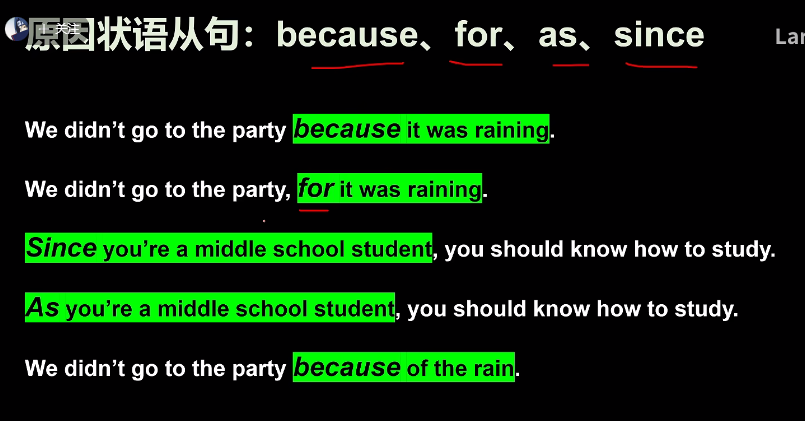 原因状语从句：because、for、as、since
关注
Lar
We didn't go to the party because it was raining.
We didn't go to the party, for it was raining.
Since you're a middle school student, you should know how to study.
As you're a middle school student, you should know how to study.
We didn't go to the party because of the rain.